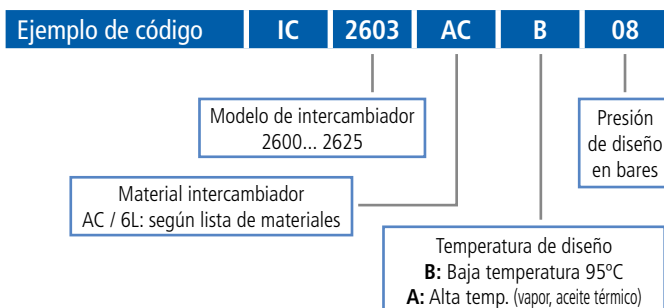 Ejemplo de código IC 2603 AC B 08
Modelo de intercambiador
2600... 2625
Presión
de diseño
en bares
Material intercambiador
AC / 6L: según lista de materiales
Temperatura de diseño
B: Baja temperatura 95ºC
A: Alta temp. (vapor, aceite térmico)